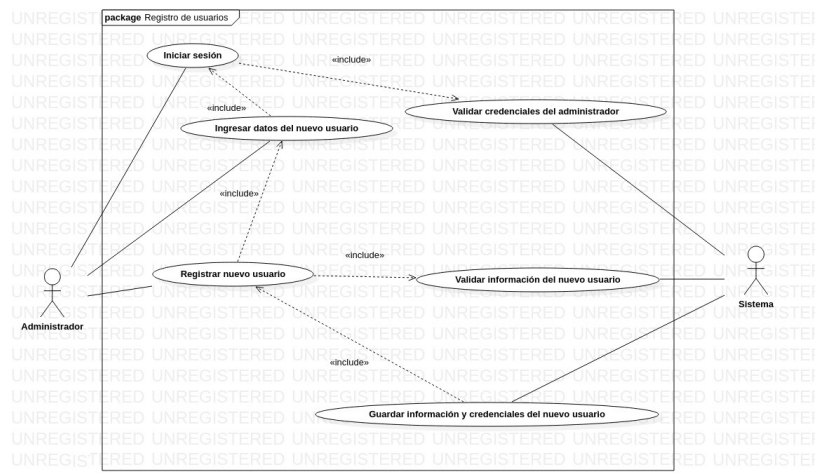 package Registro de usuarios
Iniciar sesión
«include»
Validar credenciales del administrador
«include»
Ingresar datos del nuevo usuario
«include»
Registrar nuevo usuario
«include»
Validar información del nuevo usuario
Administrador
Sistema
«include»
Guardar información y credenciales del nuevo usuario
UNREGISTERED